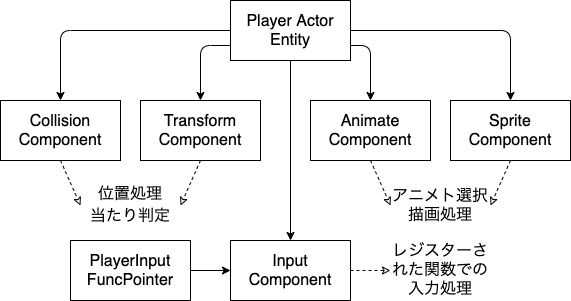 Player Actor
Entity
Collision
Component
Transform
Component
Animate
Component
Sprite
Component
位置処理
当たり判定
アニメト選択
描画処理
PlayerInput
FuncPointer
Input
Component
レジスターさ
れた関数での
入力処理